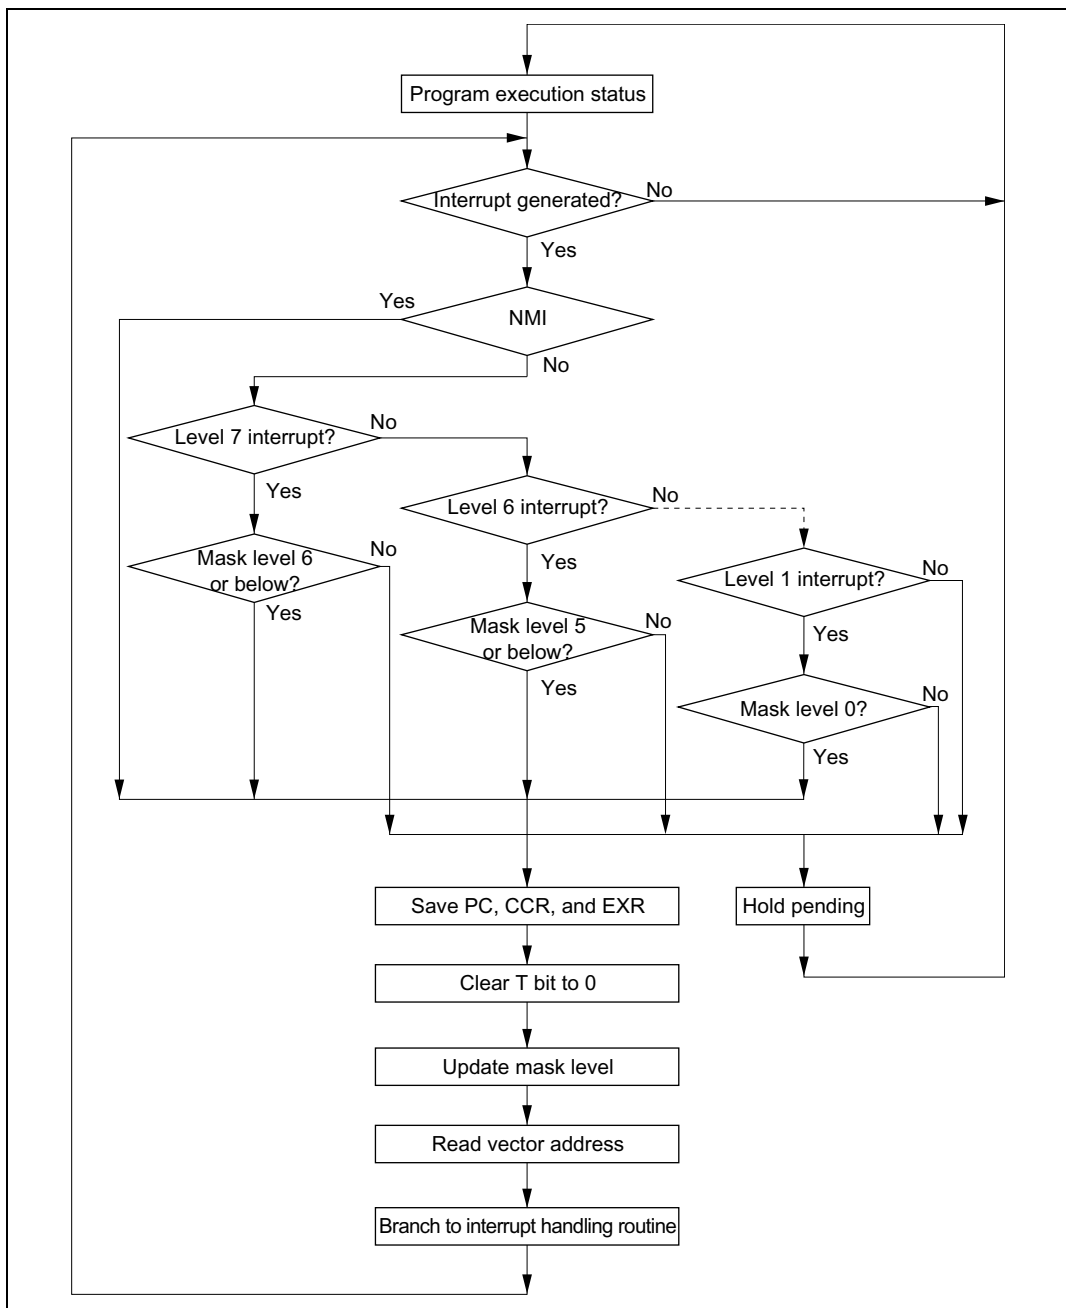 Program execution status
Interrupt generated?
No
Yes
Yes
NMI
No
Level 7 interrupt?
No
Yes
Level 6 interrupt?
No
Yes
Mask level 6
or below?
No
Yes
Level 1 interrupt?
No
Yes
Mask level 5
or below?
No
Yes
Mask level 0?
No
Yes
Save PC, CCR, and EXR
Hold pending
Clear T bit to 0
Update mask level
Read vector address
Branch to interrupt handling routine